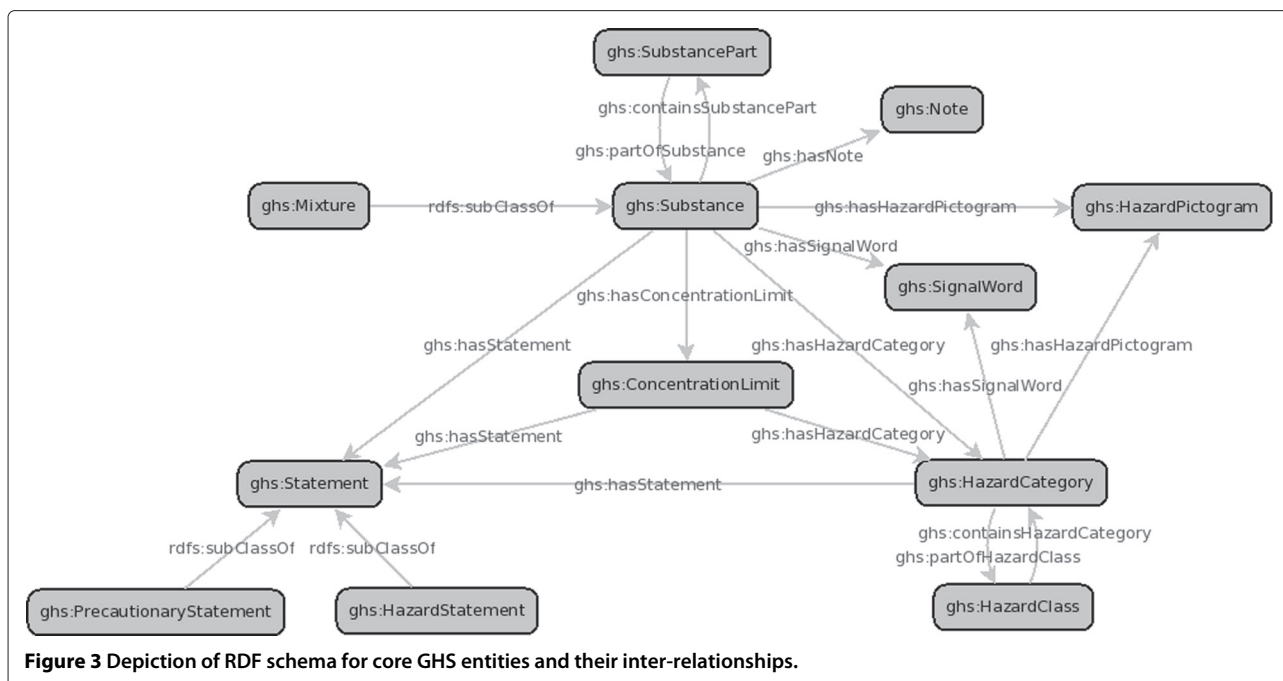 ghs:SubstancePart
ghs:containsSubstancePart
ghs:Note
ghs:partOfSubstance
ghs:hasNote
ghs:Mixture
rdfs:subClassOf
ghs:Substance
ghs:hasHazardPictogram
ghs:HazardPictogram
ghs:hasSignalWord
ghs:SignalWord
ghs:hasConcentrationLimit
ghs:hasStatement
ghs:hasHazardCategory
ghs:hasHazardPictogram
ghs:ConcentrationLimit
ghs:hasSignalWord
ghs:hasStatement
ghs:hasHazardCategory
ghs:Statement
ghs:hasStatement
ghs:HazardCategory
ghs:containsHazardCategory
rdfs:subClassOf
rdfs:subClassOf
ghs:partOfHazardClass
ghs:PrecautionaryStatement
ghs:HazardStatement
ghs:HazardClass
Figure 3 Depiction of RDF schema for core GHS entities and their inter-relationships.